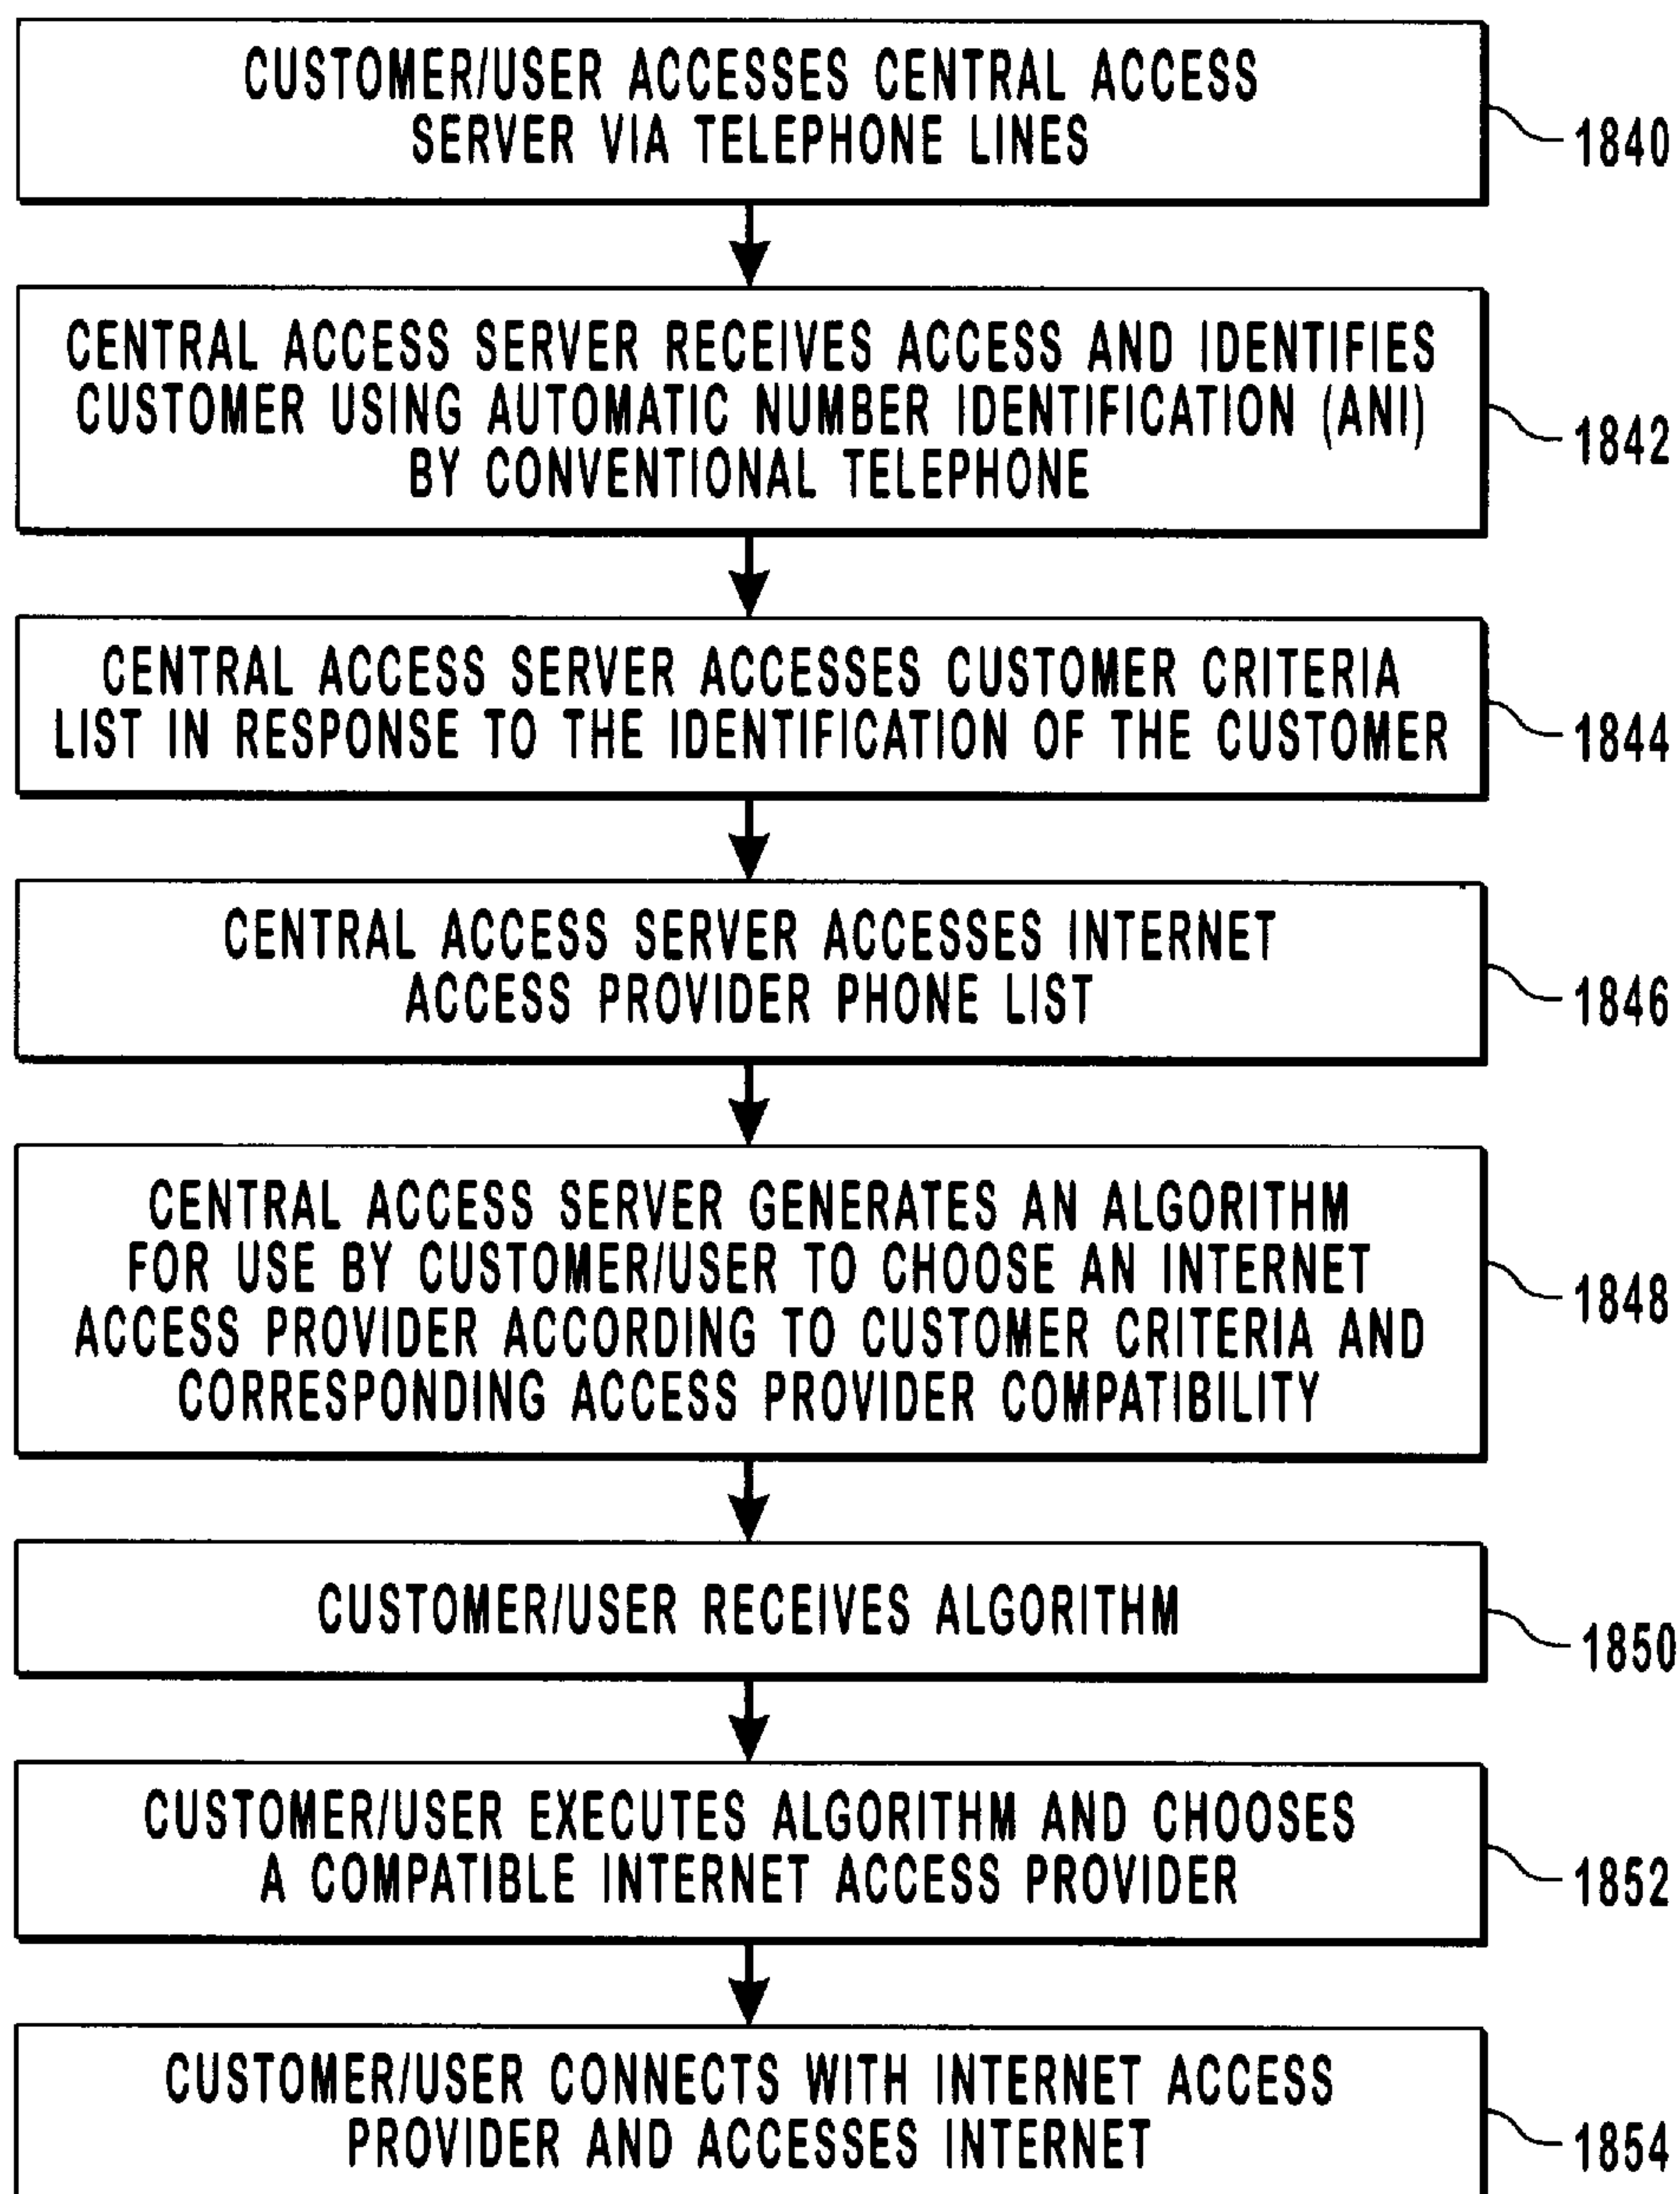 CUSTOMER/USER ACCESSES CENTRAL ACCESS
SERVER VIA TELEPHONE LINES
1840
CENTRAL ACCESS SERVER RECEIVES ACCESS AND IDENTIFIES
CUSTOMER USING AUTOMATIC NUMBER IDENTIFICATION (ANI)
BY CONVENTIONAL TELEPHONE
1842
CENTRAL ACCESS SERVER ACCESSES CUSTOMER CRITERIA
LIST IN RESPONSE TO THE IDENTIFICATION OF THE CUSTOMER
1844
CENTRAL ACCESS SERVER ACCESSES INTERNET
ACCESS PROVIDER PHONE LIST
1846
CENTRAL ACCESS SERVER GENERATES AN ALGORITHM
FOR USE BY CUSTOMER/USER TO CHOOSE AN INTERNET
ACCESS PROVIDER ACCORDING TO CUSTOMER CRITERIA AND
CORRESPONDING ACCESS PROVIDER COMPATIBILITY
1848
CUSTOMER/USER RECEIVES ALGORITHM
1850
CUSTOMER/USER EXECUTES ALGORITHM AND CHOOSES
A COMPATIBLE INTERNET ACCESS PROVIDER
1852
CUSTOMER/USER CONNECTS WITH INTERNET ACCESS
PROVIDER AND ACCESSES INTERNET
1854